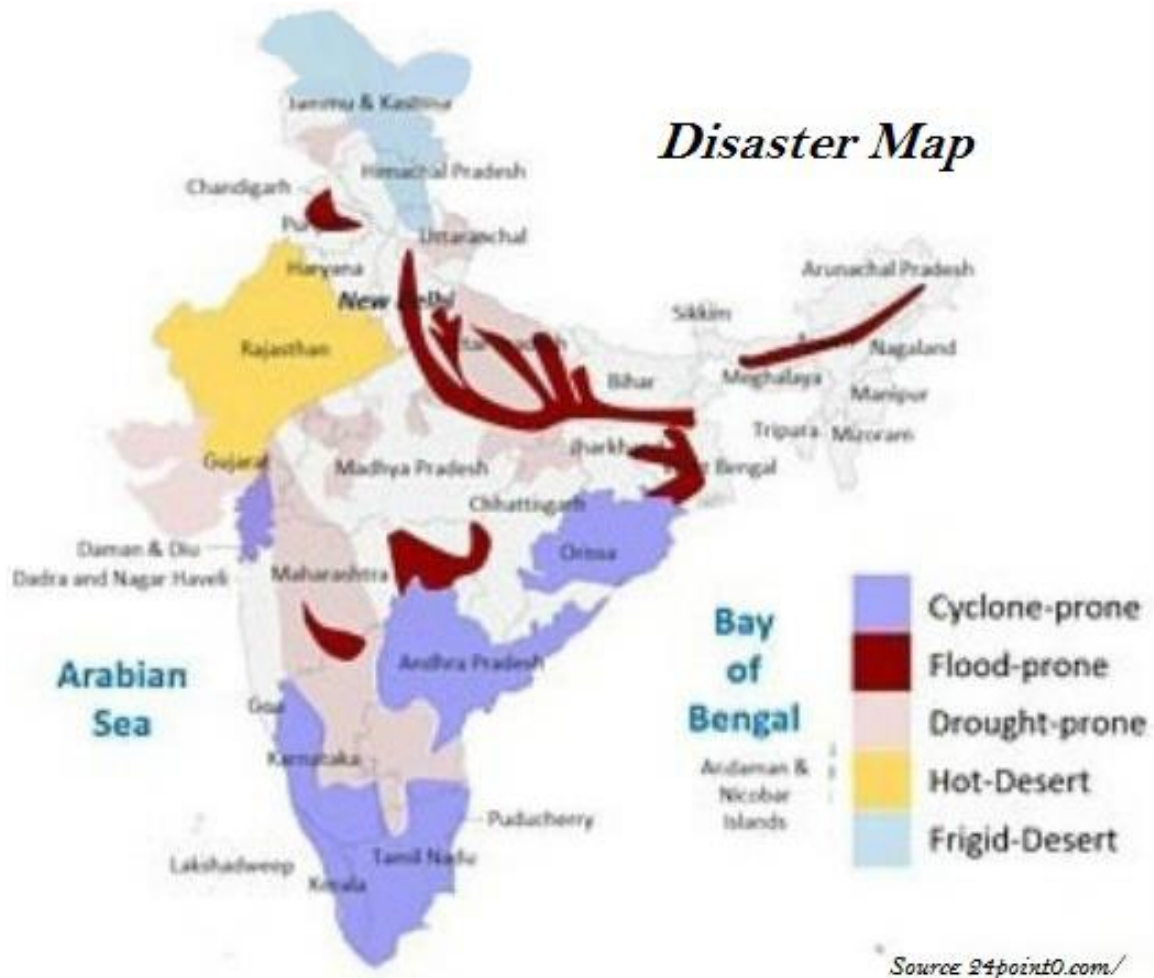 Disaster Map
Jammu & Kashmir
Himachal Pradesh
Chandigarh
Uttaranchal
Haryana
New Delhi
Arunachal Pradesh
Sikkim
Nagaland
Rajasthan
Bihar
Meghalaya
Manipur
Tripura
Mizoram
Gujarat
Madhya Pradesh
Bengal
Chhattisgarh
Daman & Diu
Orissa
Dadra and Nagar Haveli
Maharashtra
Andhra Pradesh
Arabian
Sea
Bay
of
Bengal
Goa
Karnataka
Andaman &
Nicobar
Islands
Puducherry
Lakshadweep
Tamil Nadu
Kerala
Cyclone-prone
Flood-prone
Drought-prone
Hot-Desert
Frigid-Desert
Source 24point0.com/